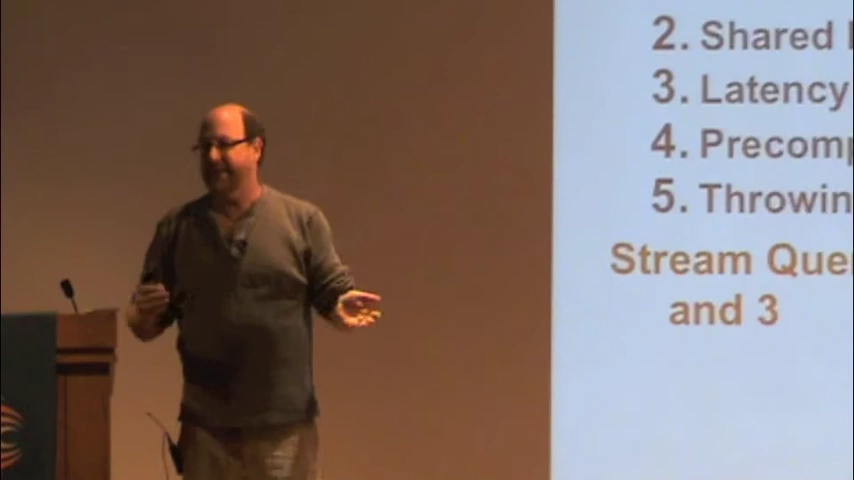 2. Shared
3. Latency
4. Precomp
5. Throwin
Stream Que
and 3